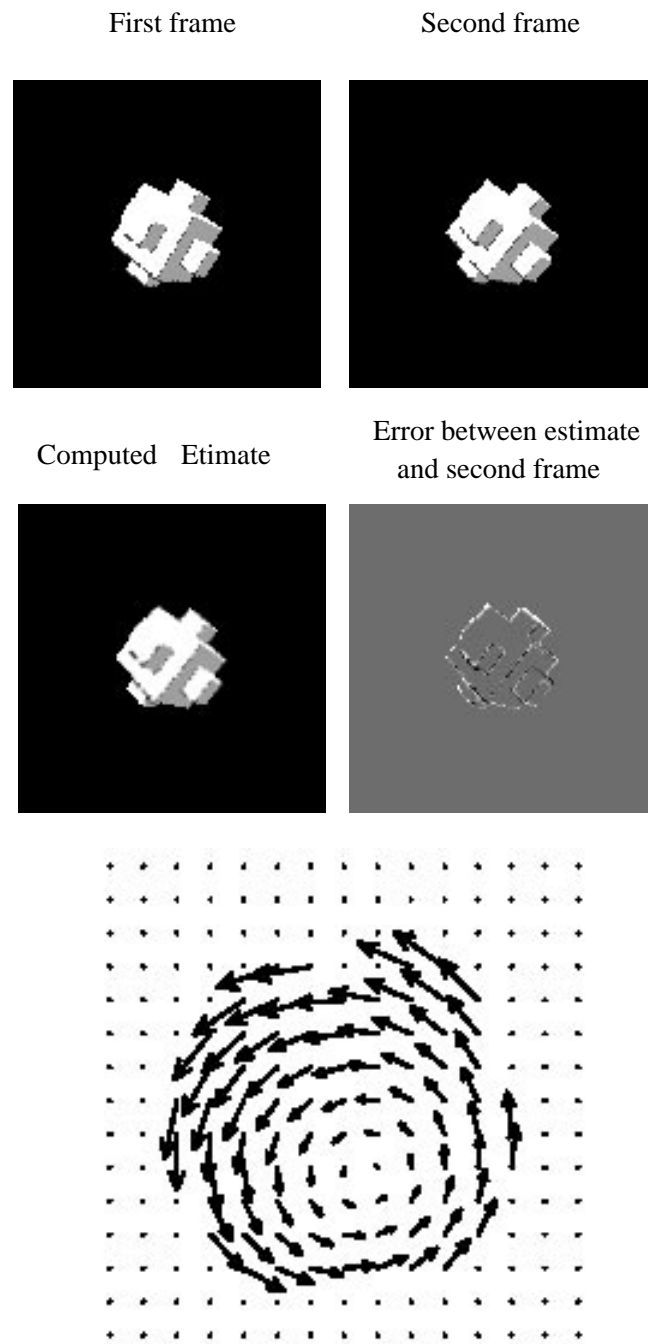 First frame
Second frame
Computed Etimate
Error between estimate
and second frame